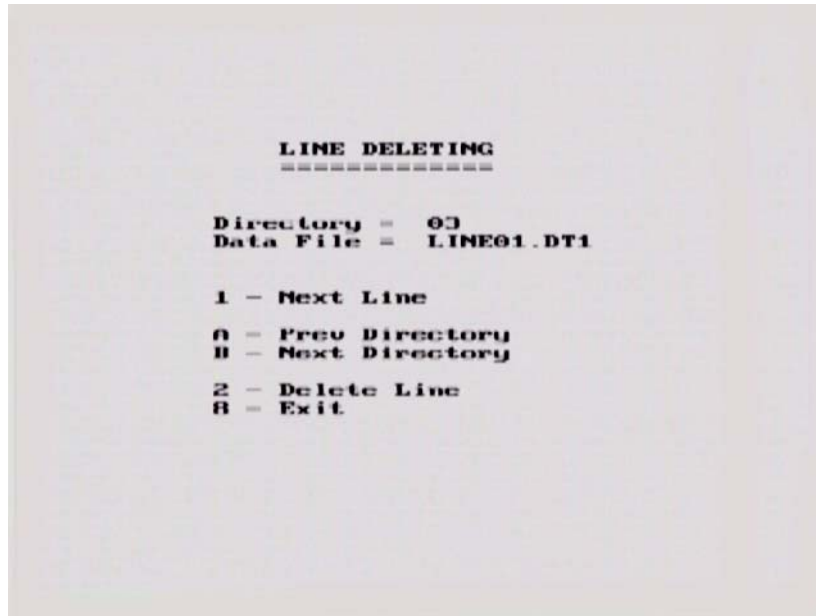 LINE DELETING
=============
Directory = 03
Data File = LINE01.DT1
1 - Next Line
A - Prev Directory
B - Next Directory
2 - Delete Line
8 - Exit